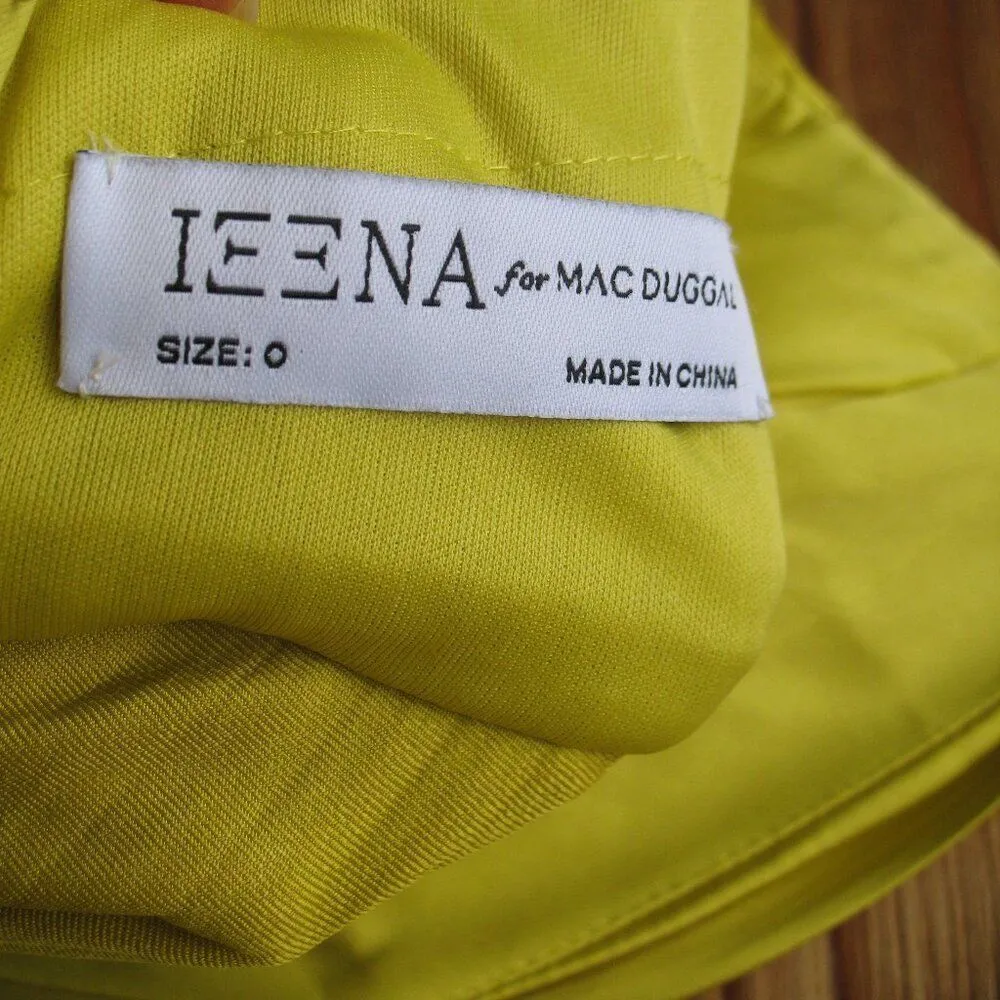 IEENA for MAC DUGGAL
SIZE: 0
MADE IN CHINA